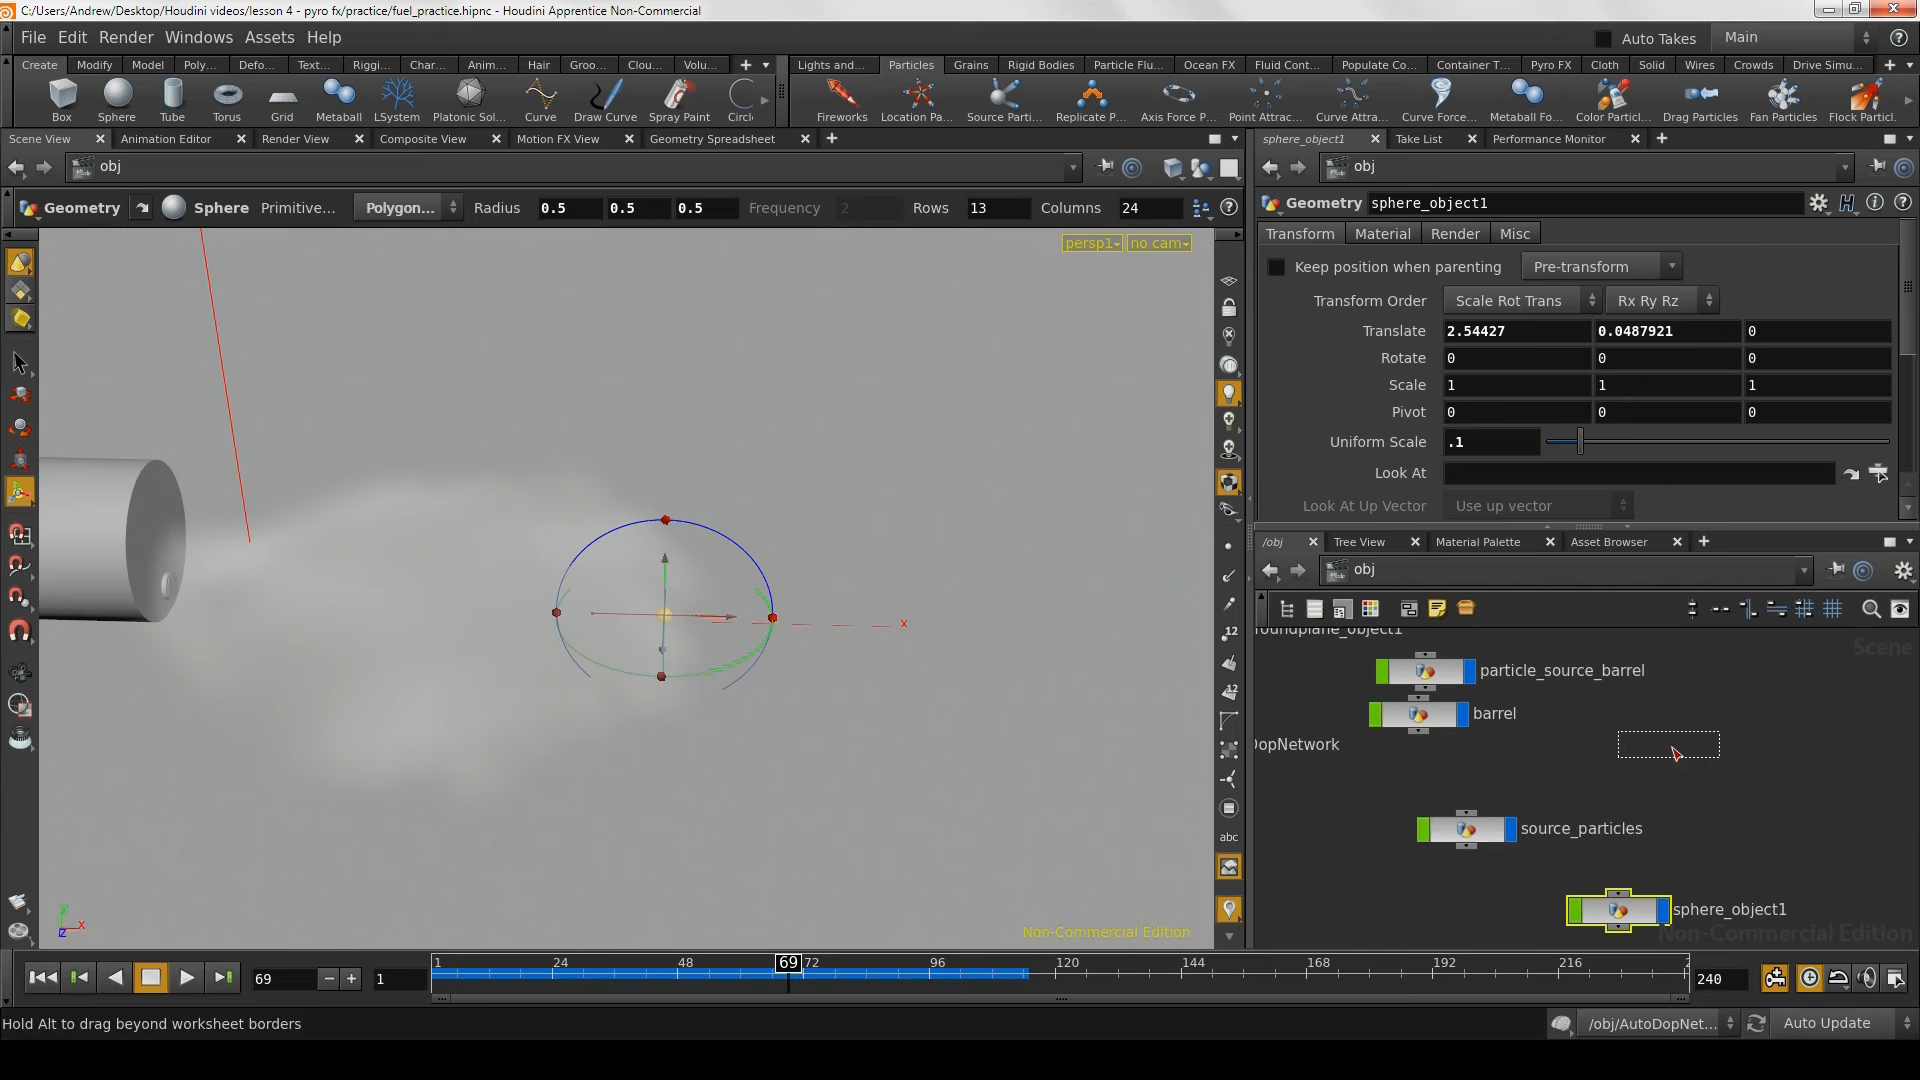 C:/Users/Andrew/Desktop/Houdini videos/lesson 4 - pyro fx/practice/fuel_practice.hipnc - Houdini Apprentice Non-Commercial
File Edit Render Windows Assets Help
Auto Takes Main
Create Modify Model Poly... Defo... Text... Riggi... Char... Anim... Hair Groo... Clou... Volu...
Lights and... Particles Grains Rigid Bodies Particle Flu... Ocean FX Fluid Cont... Populate Co... Container T... Pyro FX Cloth Solid Wires Crowds Drive Simu...
Box Sphere Tube Torus Grid Metaball LSystem Platonic Sol... Curve Draw Curve Spray Paint Circl
Fireworks Location Pa... Source Parti... Replicate P... Axis Force P... Point Attrac... Curve Attra... Curve Force... Metaball Fo... Color Particl... Drag Particles Fan Particles Flock Particl.
Scene View Animation Editor Render View Composite View Motion FX View Geometry Spreadsheet
sphere_object1 Take List Performance Monitor
obj
obj
Geometry Sphere Primitive... Polygon... Radius 0.5 0.5 0.5 Frequency 2 Rows 13 Columns 24
Geometry sphere_object1
persp1 no cam
Transform Material Render Misc
Keep position when parenting Pre-transform
Transform Order Scale Rot Trans Rx Ry Rz
Translate 2.54427 0.0487921 0
Rotate 0 0 0
Scale 1 1 1
Pivot 0 0 0
Uniform Scale .1
Look At
Look At Up Vector Use up vector
/obj Tree View Material Palette Asset Browser
obj
x
12
12
abc
roundplane_object1
Scene
particle_source_barrel
barrel
DopNetwork
source_particles
sphere_object1
Non-Commercial Edition
x
z
Non-Commercial Edition
69 1
1 24 48 69 72 96 120 144 168 192 216 2
240
Hold Alt to drag beyond worksheet borders
/obj/AutoDopNet... Auto Update